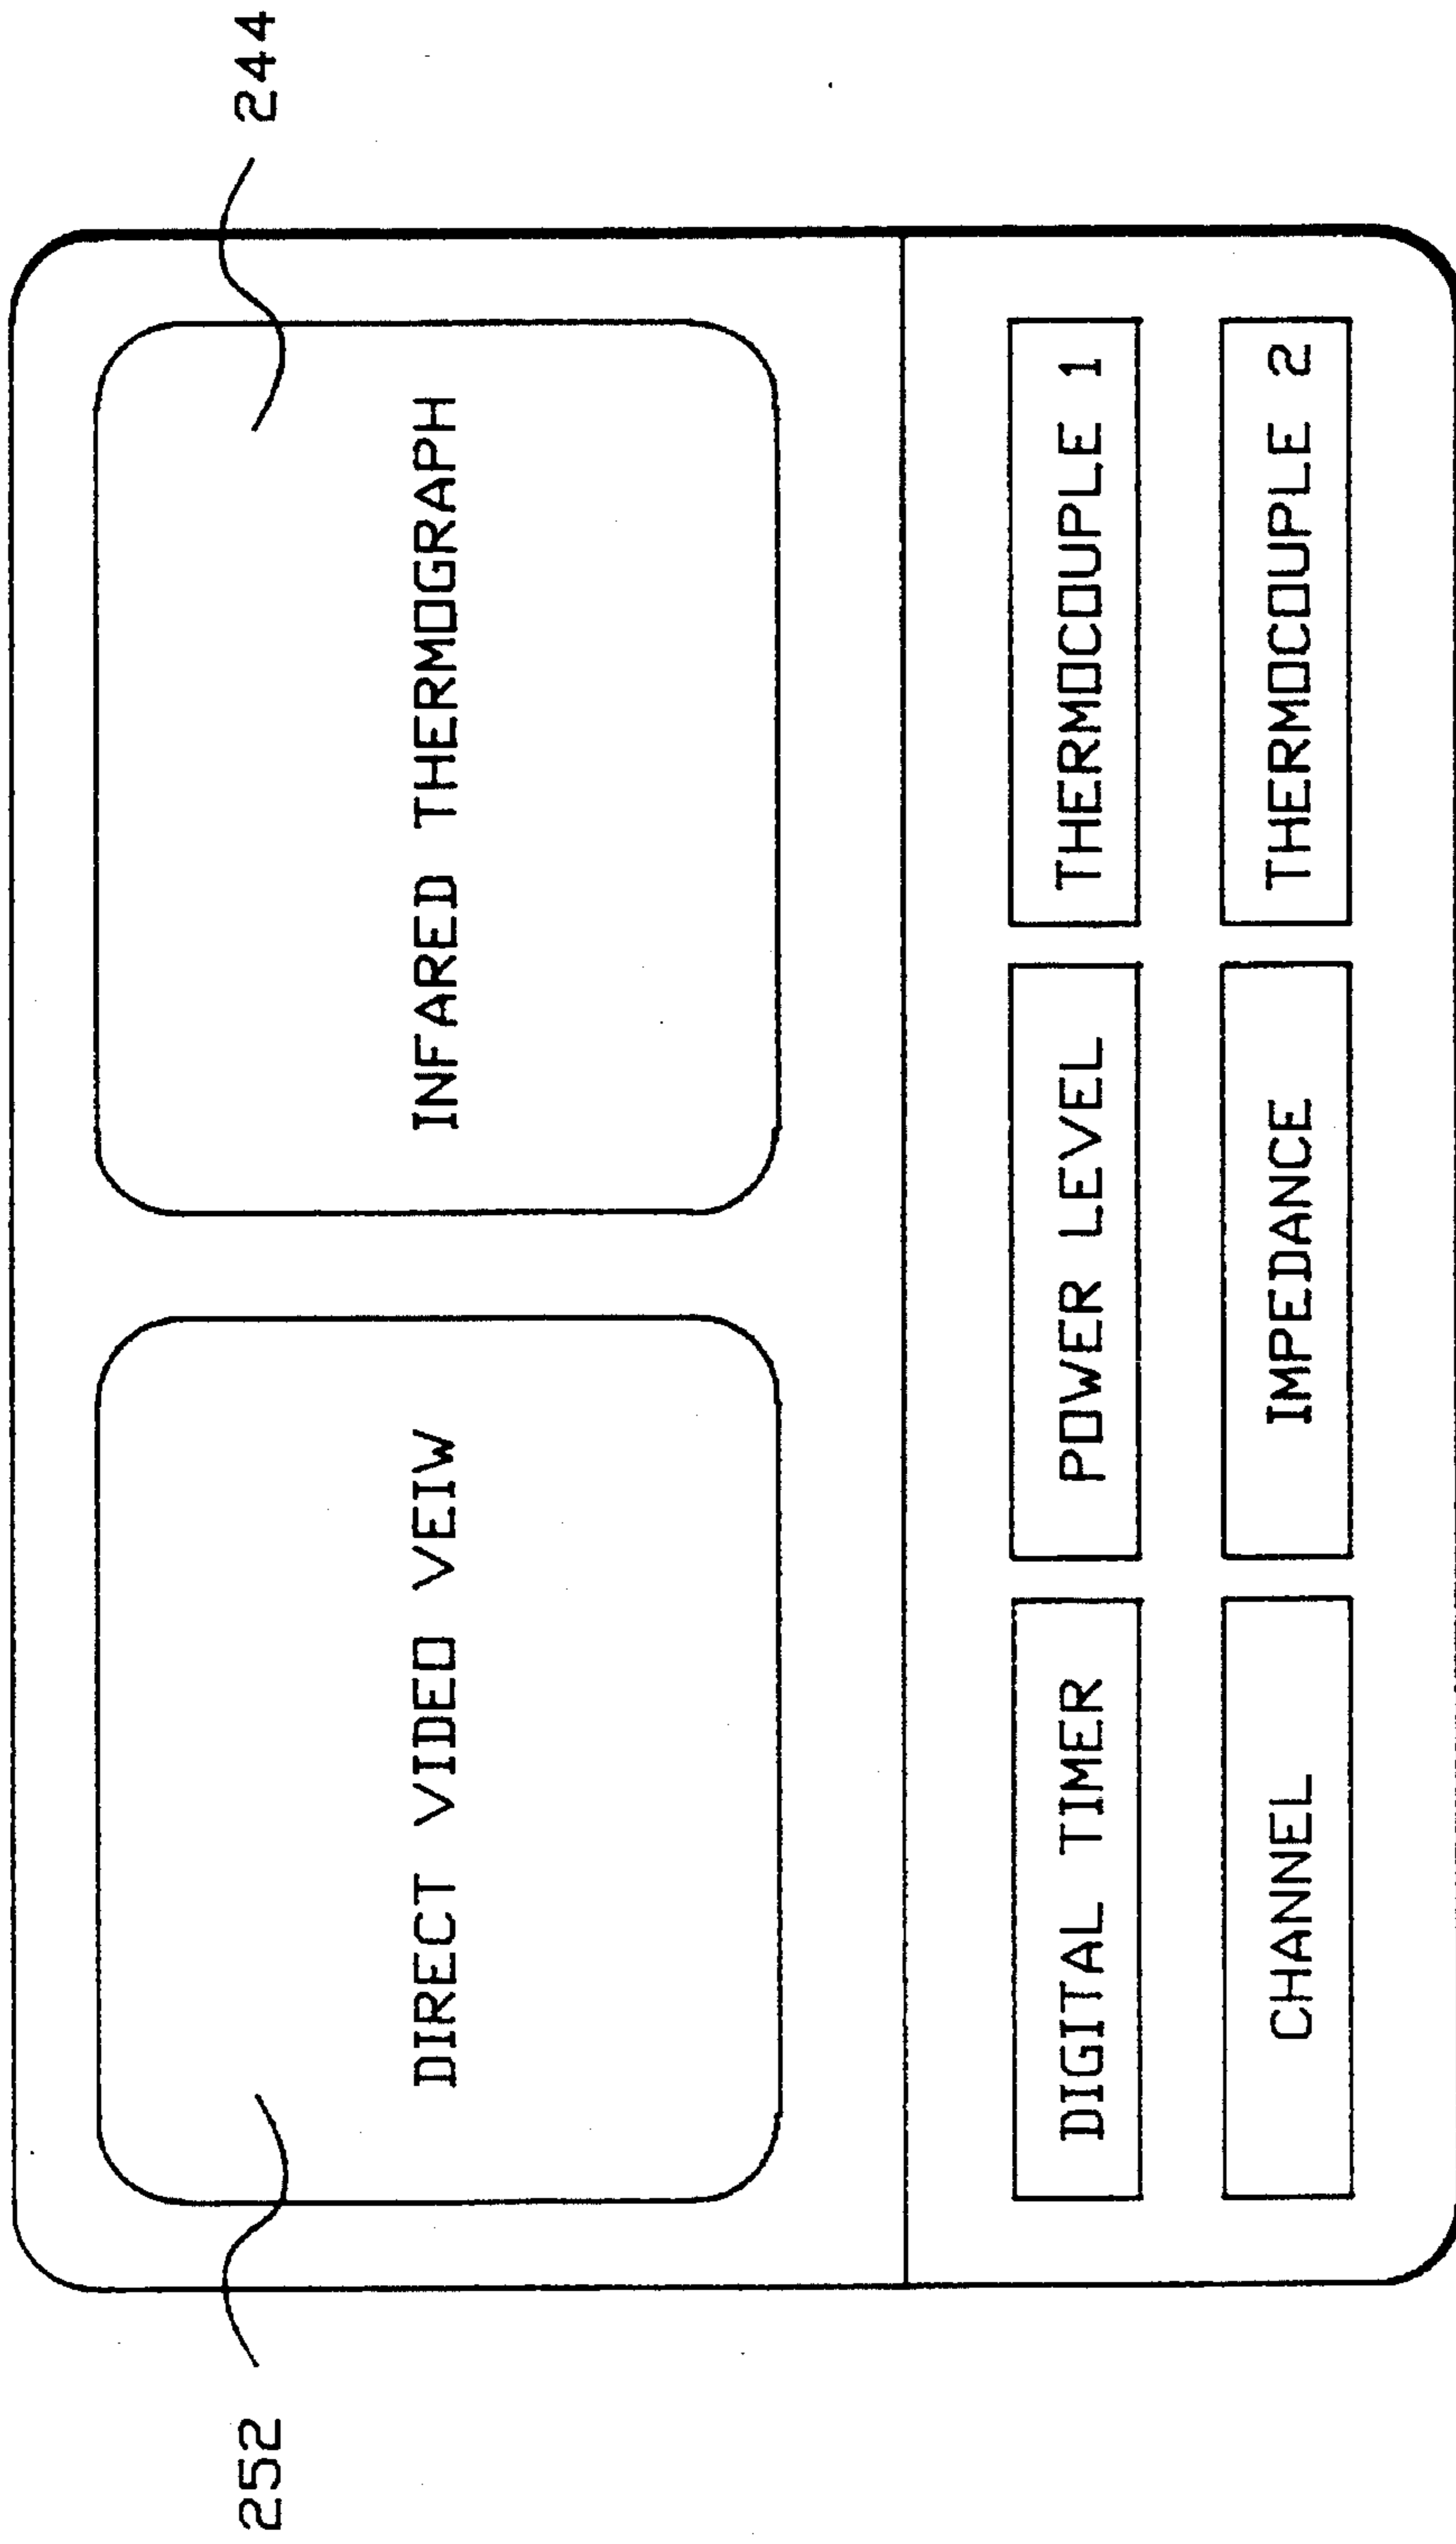 252
244
DIRECT VIDEO VEIW
INFARED THERMOGRAPH
DIGITAL TIMER
POWER LEVEL
THERMOCOUPLE 1
CHANNEL
IMPEDANCE
THERMOCOUPLE 2